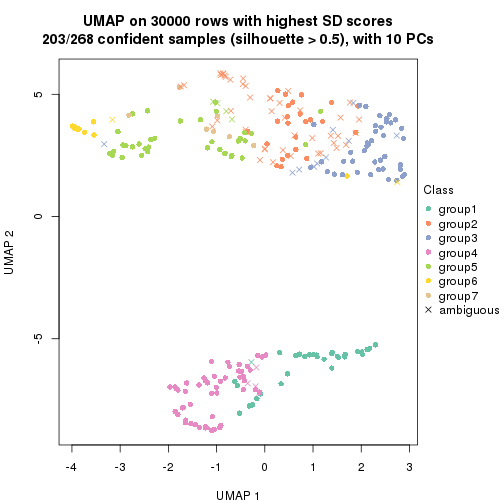 UMAP on 30000 rows with highest SD scores
203/268 confident samples (silhouette > 0.5), with 10 PCs
5
0
-5
UMAP 2
-4 -3 -2 -1 0 1 2 3
UMAP 1
Class
group1
group2
group3
group4
group5
group6
group7
ambiguous